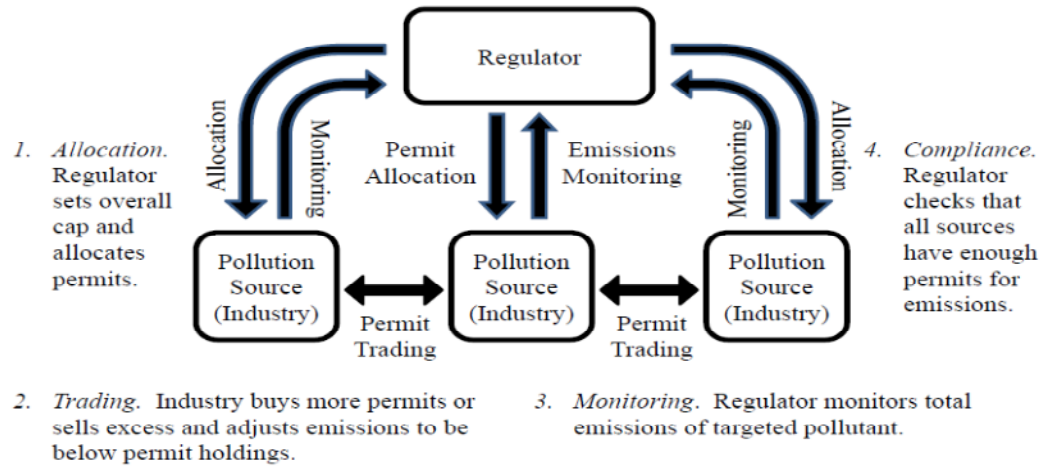 Regulator
Allocation
Monitoring
Permit
Allocation
Emissions
Monitoring
Monitoring
Allocation
1. Allocation.
Regulator
sets overall
cap and
allocates
permits.
4. Compliance.
Regulator
checks that
all sources
have enough
permits for
emissions.
Pollution
Source
(Industry)
Permit
Trading
Pollution
Source
(Industry)
Permit
Trading
Pollution
Source
(Industry)
2. Trading. Industry buys more permits or
sells excess and adjusts emissions to be
below permit holdings.
3. Monitoring. Regulator monitors total
emissions of targeted pollutant.